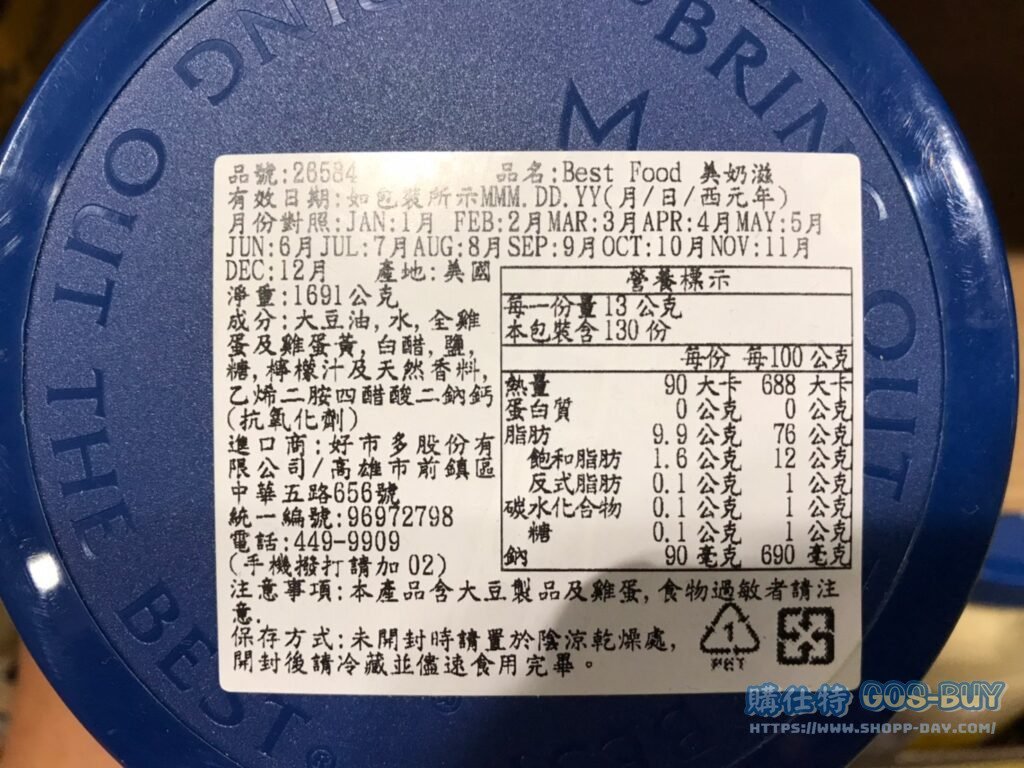 BRING OUT THE BEST®
BRING OUT
品號:26584 品名:Best Food 美奶滋
有效日期:如包裝所示MMM.DD.YY(月/日/西元年)
月份對照:JAN:1月 FEB:2月MAR:3月APR:4月MAY:5月
JUN:6月JUL:7月AUG:8月SEP:9月OCT:10月NOV:11月
DEC:12月 產地:美國
淨重:1691公克
成分:大豆油,水,全雞
蛋及雞蛋黃,白醋,鹽,
糖,檸檬汁及天然香料,
乙烯二胺四醋酸二鈉鈣
(抗氧化劑)
進口商:好市多股份有
限公司/高雄市前鎮區
中華五路656號
統一編號:96972798
電話:449-9909
(手機撥打請加02)
營養標示
每一份量13公克
本包裝含130份
每份 每100公克
熱量 90大卡 688大卡
蛋白質 0公克 0公克
脂肪 9.9公克 76公克
飽和脂肪 1.6公克 12公克
反式脂肪 0.1公克 1公克
碳水化合物 0.1公克 1公克
糖 0.1公克 1公克
鈉 90毫克 690毫克
注意事項:本產品含大豆製品及雞蛋,食物過敏者請注
意.
保存方式:未開封時請置於陰涼乾燥處,
開封後請冷藏並儘速食用完畢。
1
PET
購仕特 GOS-BUY
HTTPS://WWW.SHOPP-DAY.COM/